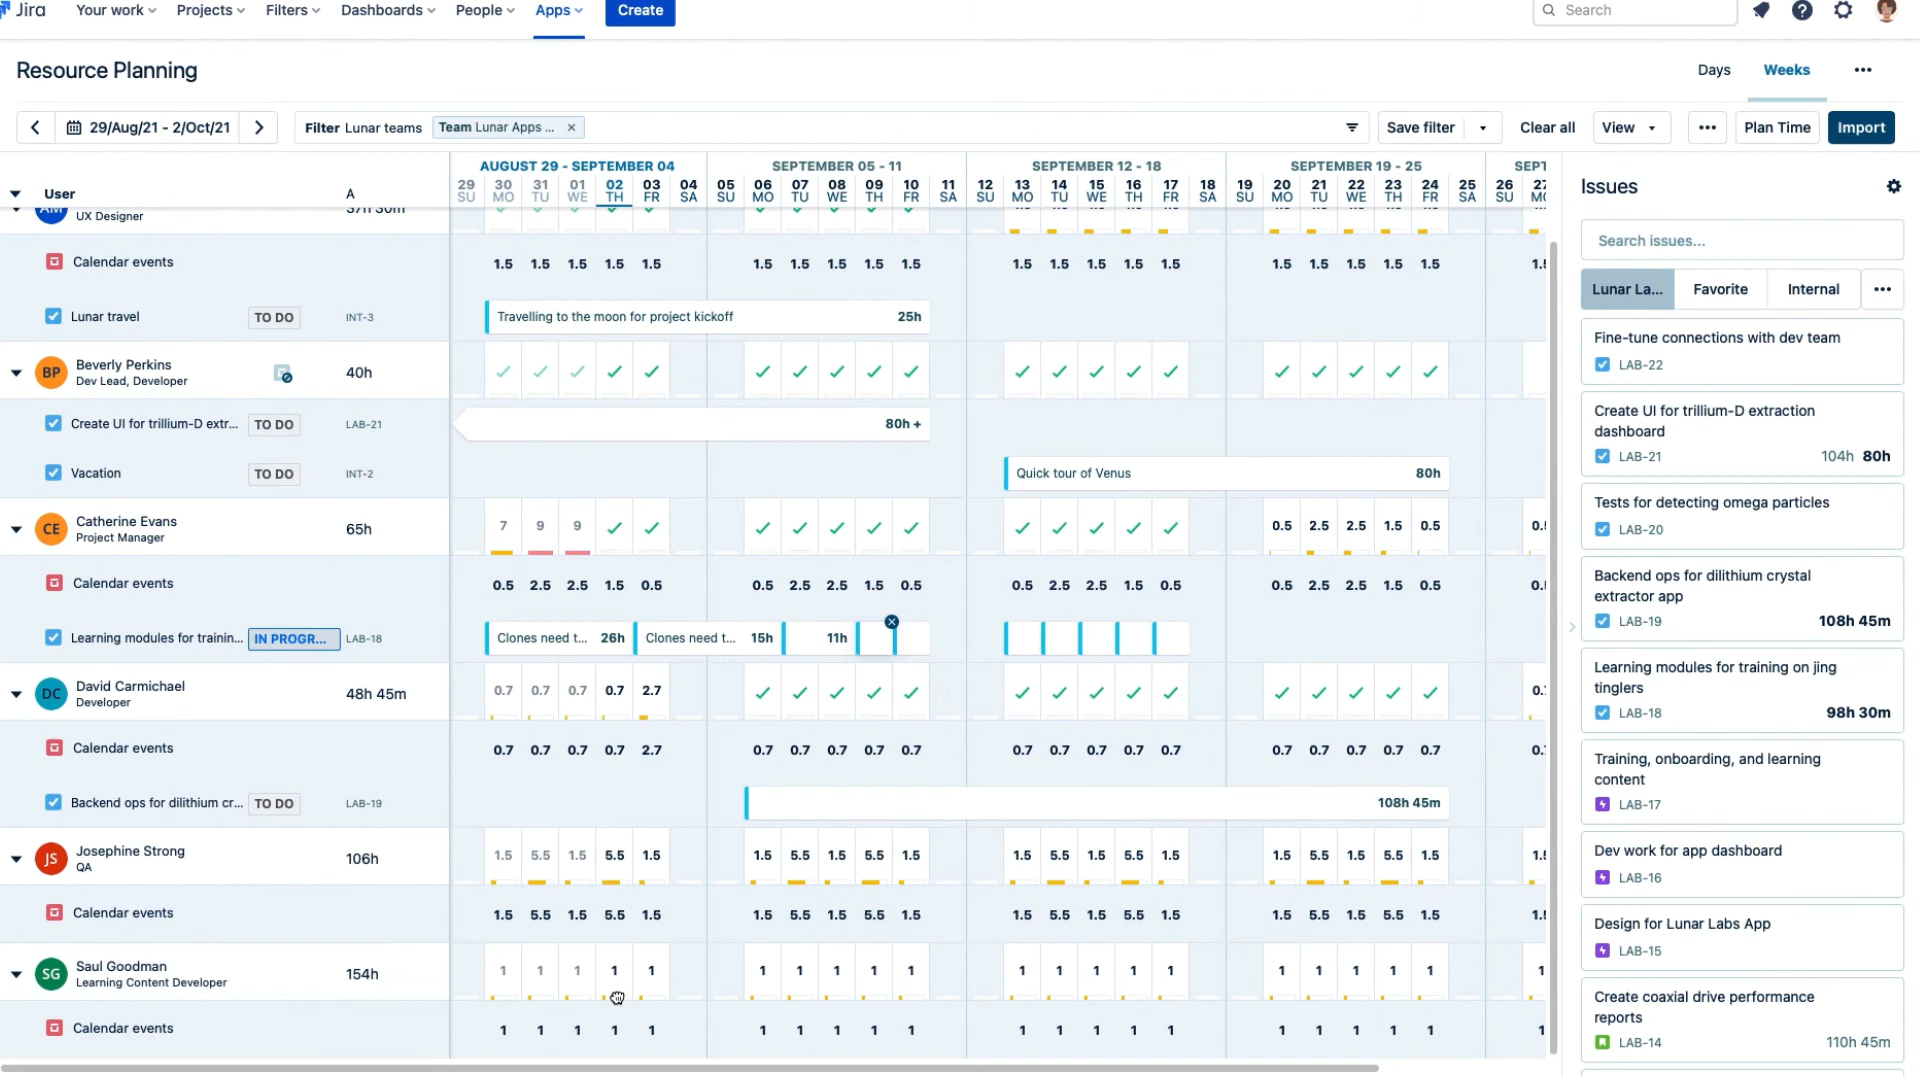 Jira Your work Projects Filters Dashboards People Apps Create Search
Resource Planning Days Weeks •••
29/Aug/21 - 2/Oct/21 Filter Lunar teams Team Lunar Apps ... × Save filter Clear all View ••• Plan Time Import
AUGUST 29 - SEPTEMBER 04 SEPTEMBER 05 - 11 SEPTEMBER 12 - 18 SEPTEMBER 19 - 25 SEPT
User A
29 30 31 01 02 03 04 05 06 07 08 09 10 11 12 13 14 15 16 17 18 19 20 21 22 23 24 25 26 27
SU MO TU WE TH FR SA SU MO TU WE TH FR SA SU MO TU WE TH FR SA SU MO TU WE TH FR SA SU
AM UX Designer 37h 30m
Calendar events 1.5 1.5 1.5 1.5 1.5 1.5 1.5 1.5 1.5 1.5 1.5 1.5 1.5 1.5 1.5 1.5 1.5 1.5 1.5 1.5
Lunar travel TO DO INT-3 Travelling to the moon for project kickoff 25h
BP Beverly Perkins 40h
Dev Lead, Developer
Create UI for trillium-D extr... TO DO LAB-21 80h +
Vacation TO DO INT-2 Quick tour of Venus 80h
CE Catherine Evans 65h 7 9 9 0.5 2.5 2.5 1.5 0.5
Project Manager
Calendar events 0.5 2.5 2.5 1.5 0.5 0.5 2.5 2.5 1.5 0.5 0.5 2.5 2.5 1.5 0.5 0.5 2.5 2.5 1.5 0.5
Learning modules for trainin... IN PROGR... LAB-18 Clones need t... 26h Clones need t... 15h 11h
DC David Carmichael 48h 45m 0.7 0.7 0.7 0.7 2.7
Developer
Calendar events 0.7 0.7 0.7 0.7 2.7 0.7 0.7 0.7 0.7 0.7 0.7 0.7 0.7 0.7 0.7 0.7 0.7 0.7 0.7 0.7
Backend ops for dilithium cr... TO DO LAB-19 108h 45m
JS Josephine Strong 106h 1.5 5.5 1.5 5.5 1.5 1.5 5.5 1.5 5.5 1.5 1.5 5.5 1.5 5.5 1.5 1.5 5.5 1.5 5.5 1.5
QA
Calendar events 1.5 5.5 1.5 5.5 1.5 1.5 5.5 1.5 5.5 1.5 1.5 5.5 1.5 5.5 1.5 1.5 5.5 1.5 5.5 1.5
SG Saul Goodman 154h 1 1 1 1 1 1 1 1 1 1 1 1 1 1 1 1 1 1 1 1 1
Learning Content Developer
Calendar events 1 1 1 1 1 1 1 1 1 1 1 1 1 1 1 1 1 1 1 1 1
Issues
Search issues...
Lunar La... Favorite Internal •••
Fine-tune connections with dev team
LAB-22
Create UI for trillium-D extraction
dashboard
LAB-21 104h 80h
Tests for detecting omega particles
LAB-20
Backend ops for dilithium crystal
extractor app
LAB-19 108h 45m
Learning modules for training on jing
tinglers
LAB-18 98h 30m
Training, onboarding, and learning
content
LAB-17
Dev work for app dashboard
LAB-16
Design for Lunar Labs App
LAB-15
Create coaxial drive performance
reports
LAB-14 110h 45m